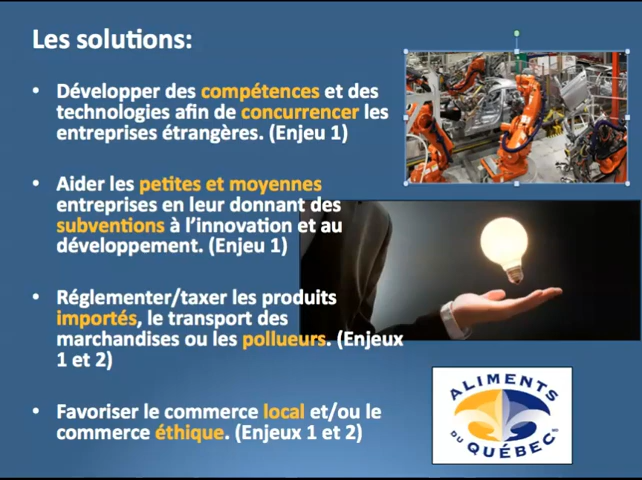 Les solutions:
• Développer des compétences et des
technologies afin de concurrencer les
entreprises étrangères. (Enjeu 1)
• Aider les petites et moyennes
entreprises en leur donnant des
subventions à l'innovation et au
développement. (Enjeu 1)
• Réglementer/taxer les produits
importés, le transport des
marchandises ou les pollueurs. (Enjeux
1 et 2)
• Favoriser le commerce local et/ou le
commerce éthique. (Enjeux 1 et 2)
ALIMENTS
DU QUÉBEC